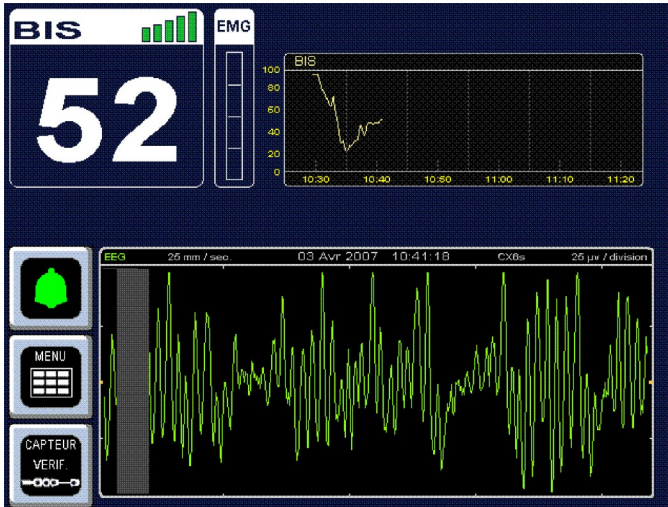 BIS EMG
52
BIS
100
80
60
40
20
0
10:30 10:40 10:50 11:00 11:10 11:20
EEG 25 mm / sec. 03 Avr 2007 10:41:18 CX6s 25 µv / division
MENU
CAPTEUR
VERIF.